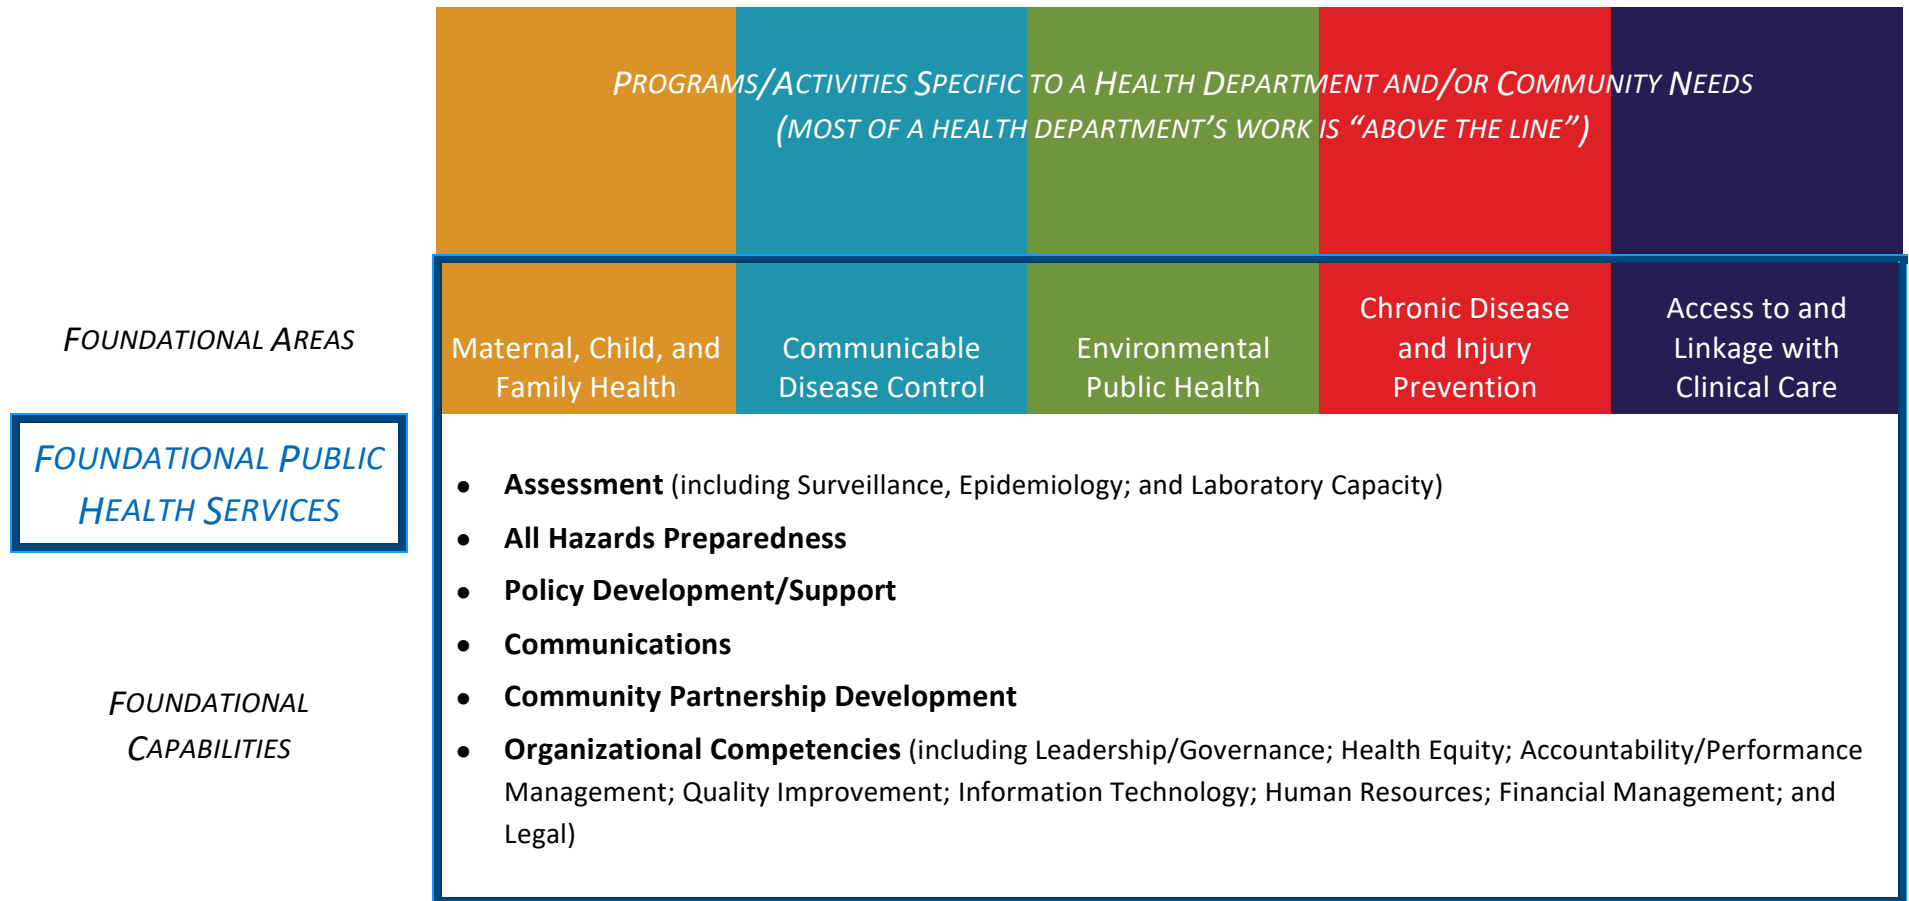 PROGRAMS/ACTIVITIES SPECIFIC TO A HEALTH DEPARTMENT AND/OR COMMUNITY NEEDS
(MOST OF A HEALTH DEPARTMENT’S WORK IS “ABOVE THE LINE”)
FOUNDATIONAL AREAS
Maternal, Child, and
Family Health
Communicable
Disease Control
Environmental
Public Health
Chronic Disease
and Injury
Prevention
Access to and
Linkage with
Clinical Care
FOUNDATIONAL PUBLIC
HEALTH SERVICES
FOUNDATIONAL
CAPABILITIES
● Assessment (including Surveillance, Epidemiology; and Laboratory Capacity)
● All Hazards Preparedness
● Policy Development/Support
● Communications
● Community Partnership Development
● Organizational Competencies (including Leadership/Governance; Health Equity; Accountability/Performance
Management; Quality Improvement; Information Technology; Human Resources; Financial Management; and
Legal)